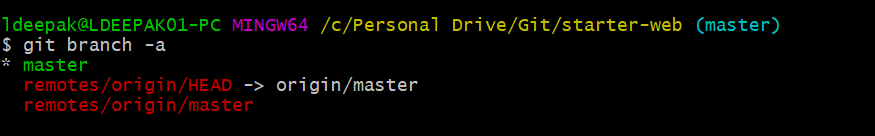 ldeepak@LDEEPAK01-PC MINGW64 /c/Personal Drive/Git/starter-web (master)
$ git branch -a
* master
  remotes/origin/HEAD -> origin/master
  remotes/origin/master